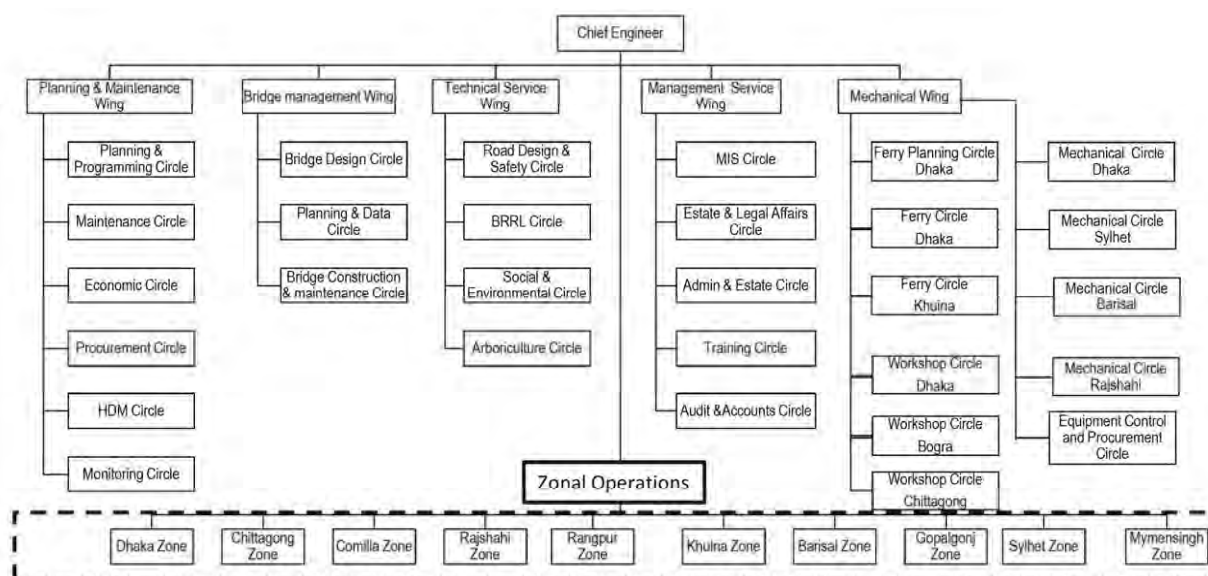 Chief Engineer
Planning & Maintenance
Wing
Bridge management Wing
Technical Service
Wing
Management Service
Wing
Mechanical Wing
Planning &
Programming Circle
Maintenance Circle
Economic Circle
Procurement Circle
HDM Circle
Monitoring Circle
Bridge Design Circle
Planning & Data
Circle
Bridge Construction
& maintenance Circle
Road Design &
Safety Circle
BRRL Circle
Social &
Environmental Circle
Arboriculture Circle
MIS Circle
Estate & Legal Affairs
Circle
Admin & Estate Circle
Training Circle
Audit &Accounts Circle
Ferry Planning Circle
Dhaka
Ferry Circle
Dhaka
Ferry Circle
Khulna
Workshop Circle
Dhaka
Workshop Circle
Bogra
Workshop Circle
Chittagong
Mechanical Circle
Dhaka
Mechanical Circle
Sylhet
Mechanical Circle
Barisal
Mechanical Circle
Rajshahi
Equipment Control
and Procurement
Circle
Zonal Operations
Dhaka Zone
Chittagong
Zone
Comilla Zone
Rajshahi
Zone
Rangpur
Zone
Khulna Zone
Barisal Zone
Gopalgonj
Zone
Sylhet Zone
Mymensingh
Zone